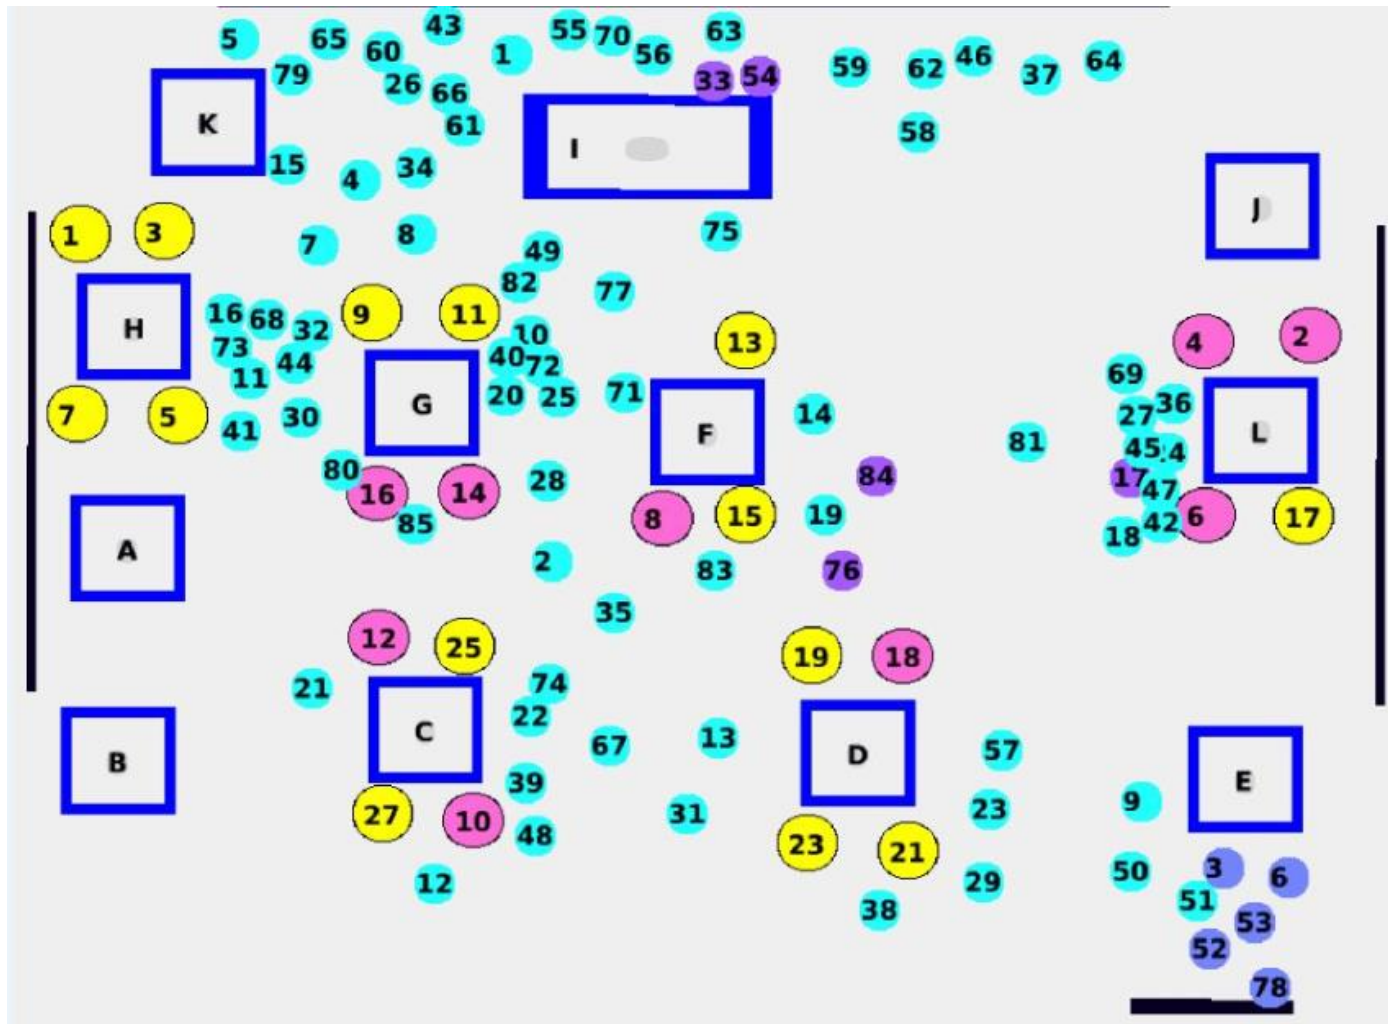 5 65 60 43 1 55 70 56 63
79 26 66 33 54 59 62 46 37 64
K 61 I 58
15 4 34 J
1 3 7 8 49 75
82 77
H 16 68 32 9 11 10 13 4 2
73 44 40 72
11 G 20 25 71 F 14 69 27 36 L
7 5 41 30 81 45
80 16 14 28 84 17 47
A 85 8 15 19 18 42 6 17
2 83 76
35
12 25 19 18
21 74
B C 22 67 13 D 57 E
39 9
27 10 48 31 23 21 23
12 38 29 50 3 6
51 53
52
78